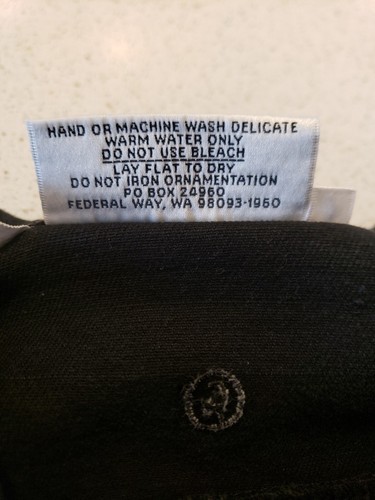 HAND OR MACHINE WASH DELICATE
WARM WATER ONLY
DO NOT USE BLEACH
LAY FLAT TO DRY
DO NOT IRON ORNAMENTATION
PO BOX 24960
FEDERAL WAY, WA 98093-1960